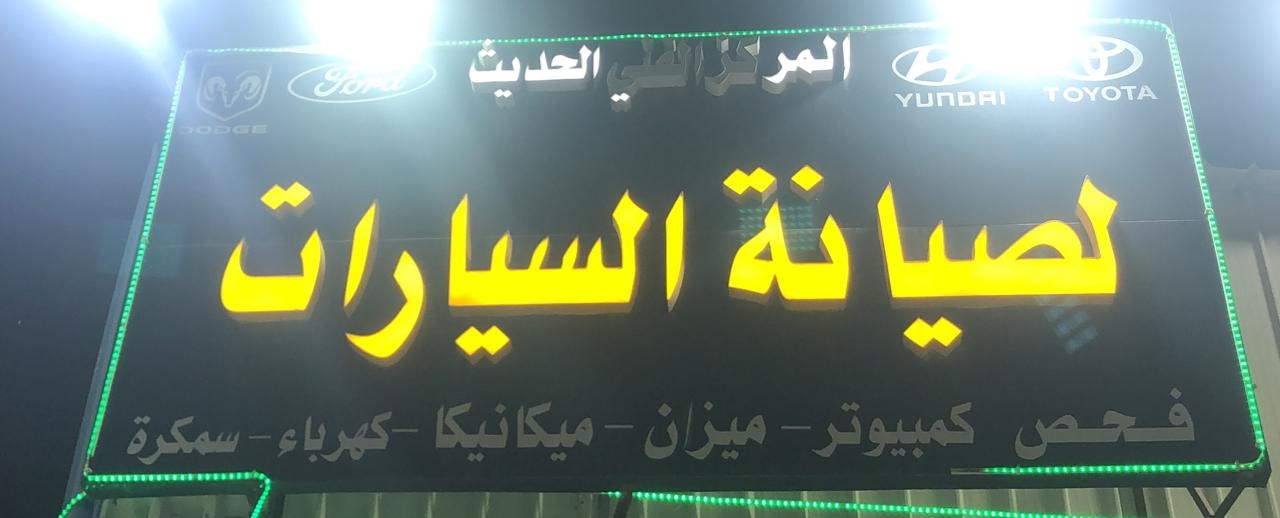 المركز الفني الحديث
Ford YUNDAI TOYOTA
DODGE
لصيانة السيارات
فحص كمبيوتر - ميزان - ميكانيكا - كهرباء - سمكرة